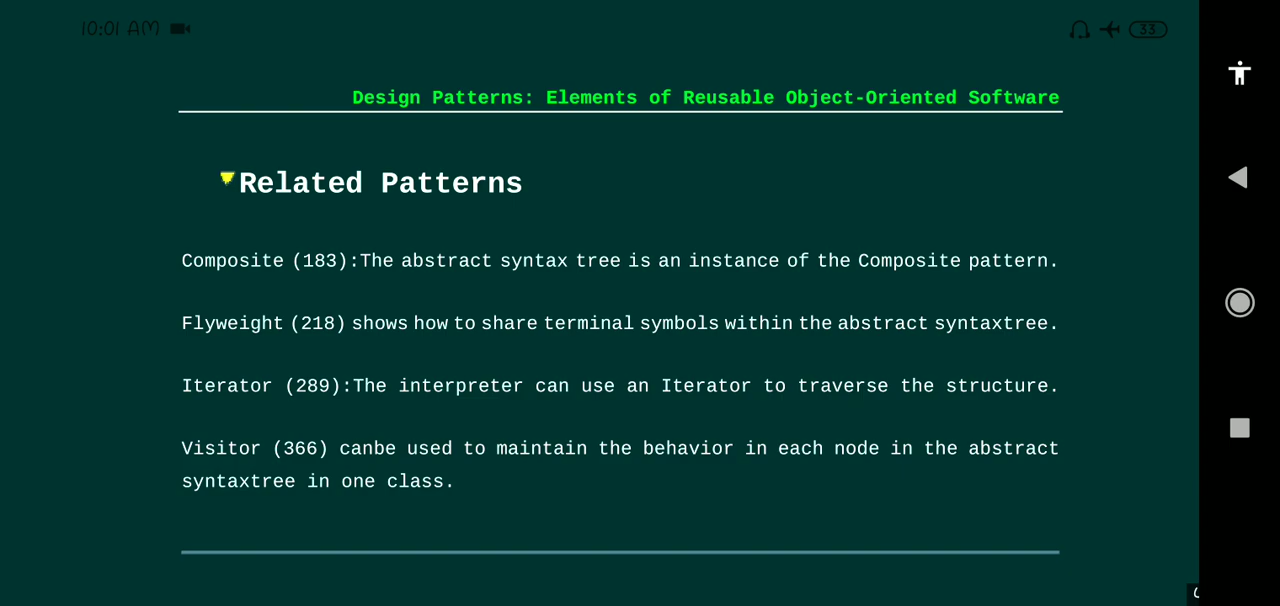 10:01 AM
33
Design Patterns: Elements of Reusable Object-Oriented Software
Related Patterns
Composite (183):The abstract syntax tree is an instance of the Composite pattern.
Flyweight (218) shows how to share terminal symbols within the abstract syntaxtree.
Iterator (289):The interpreter can use an Iterator to traverse the structure.
Visitor (366) canbe used to maintain the behavior in each node in the abstract
syntaxtree in one class.